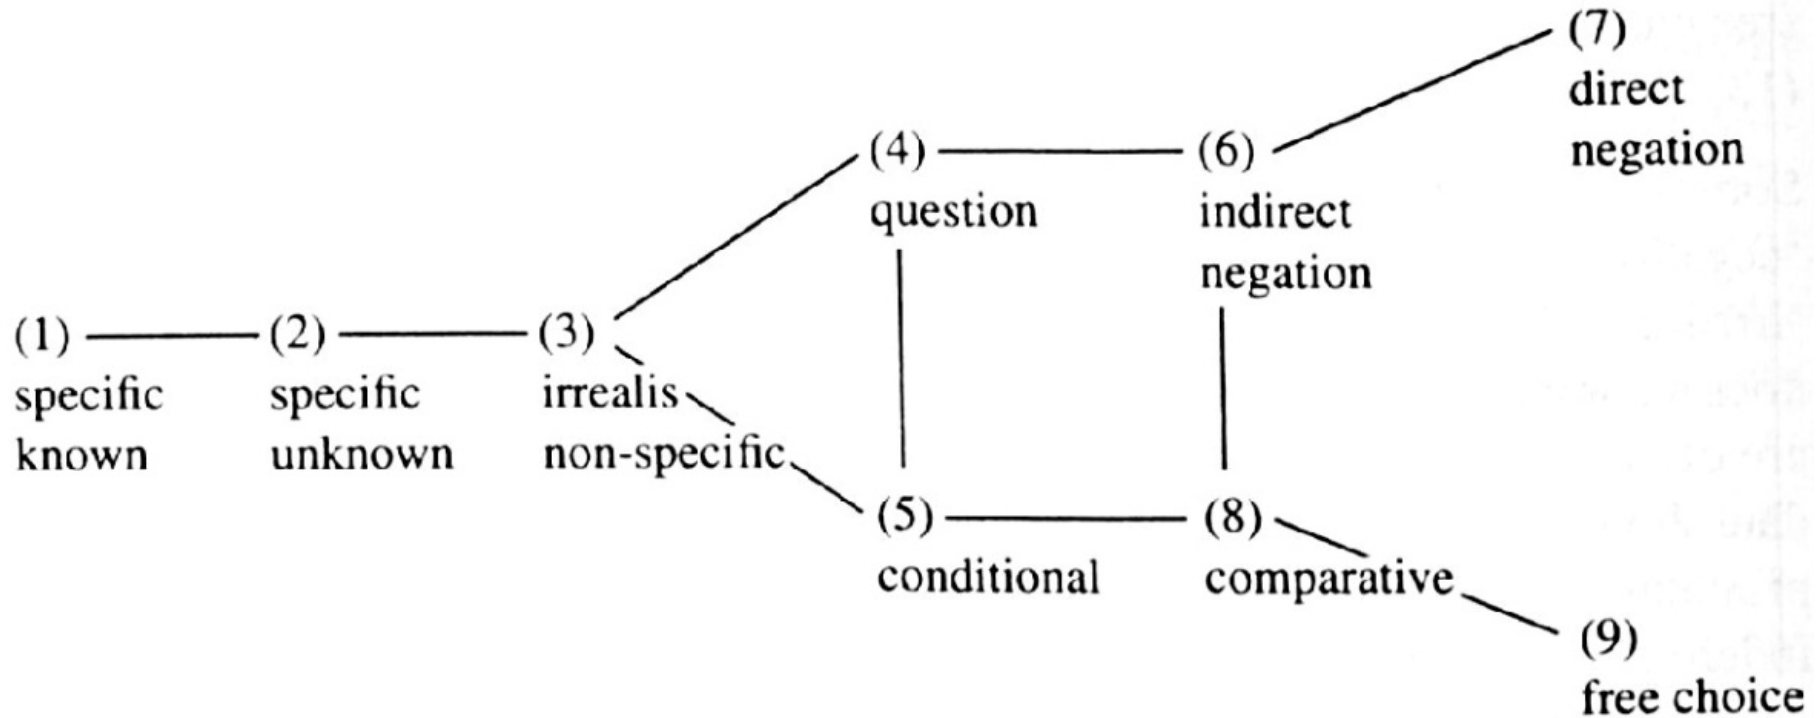 (7)
direct
negation
(4)
question
(6)
indirect
negation
(1)
specific
known
(2)
specific
unknown
(3)
irrealis
non-specific
(5)
conditional
(8)
comparative
(9)
free choice